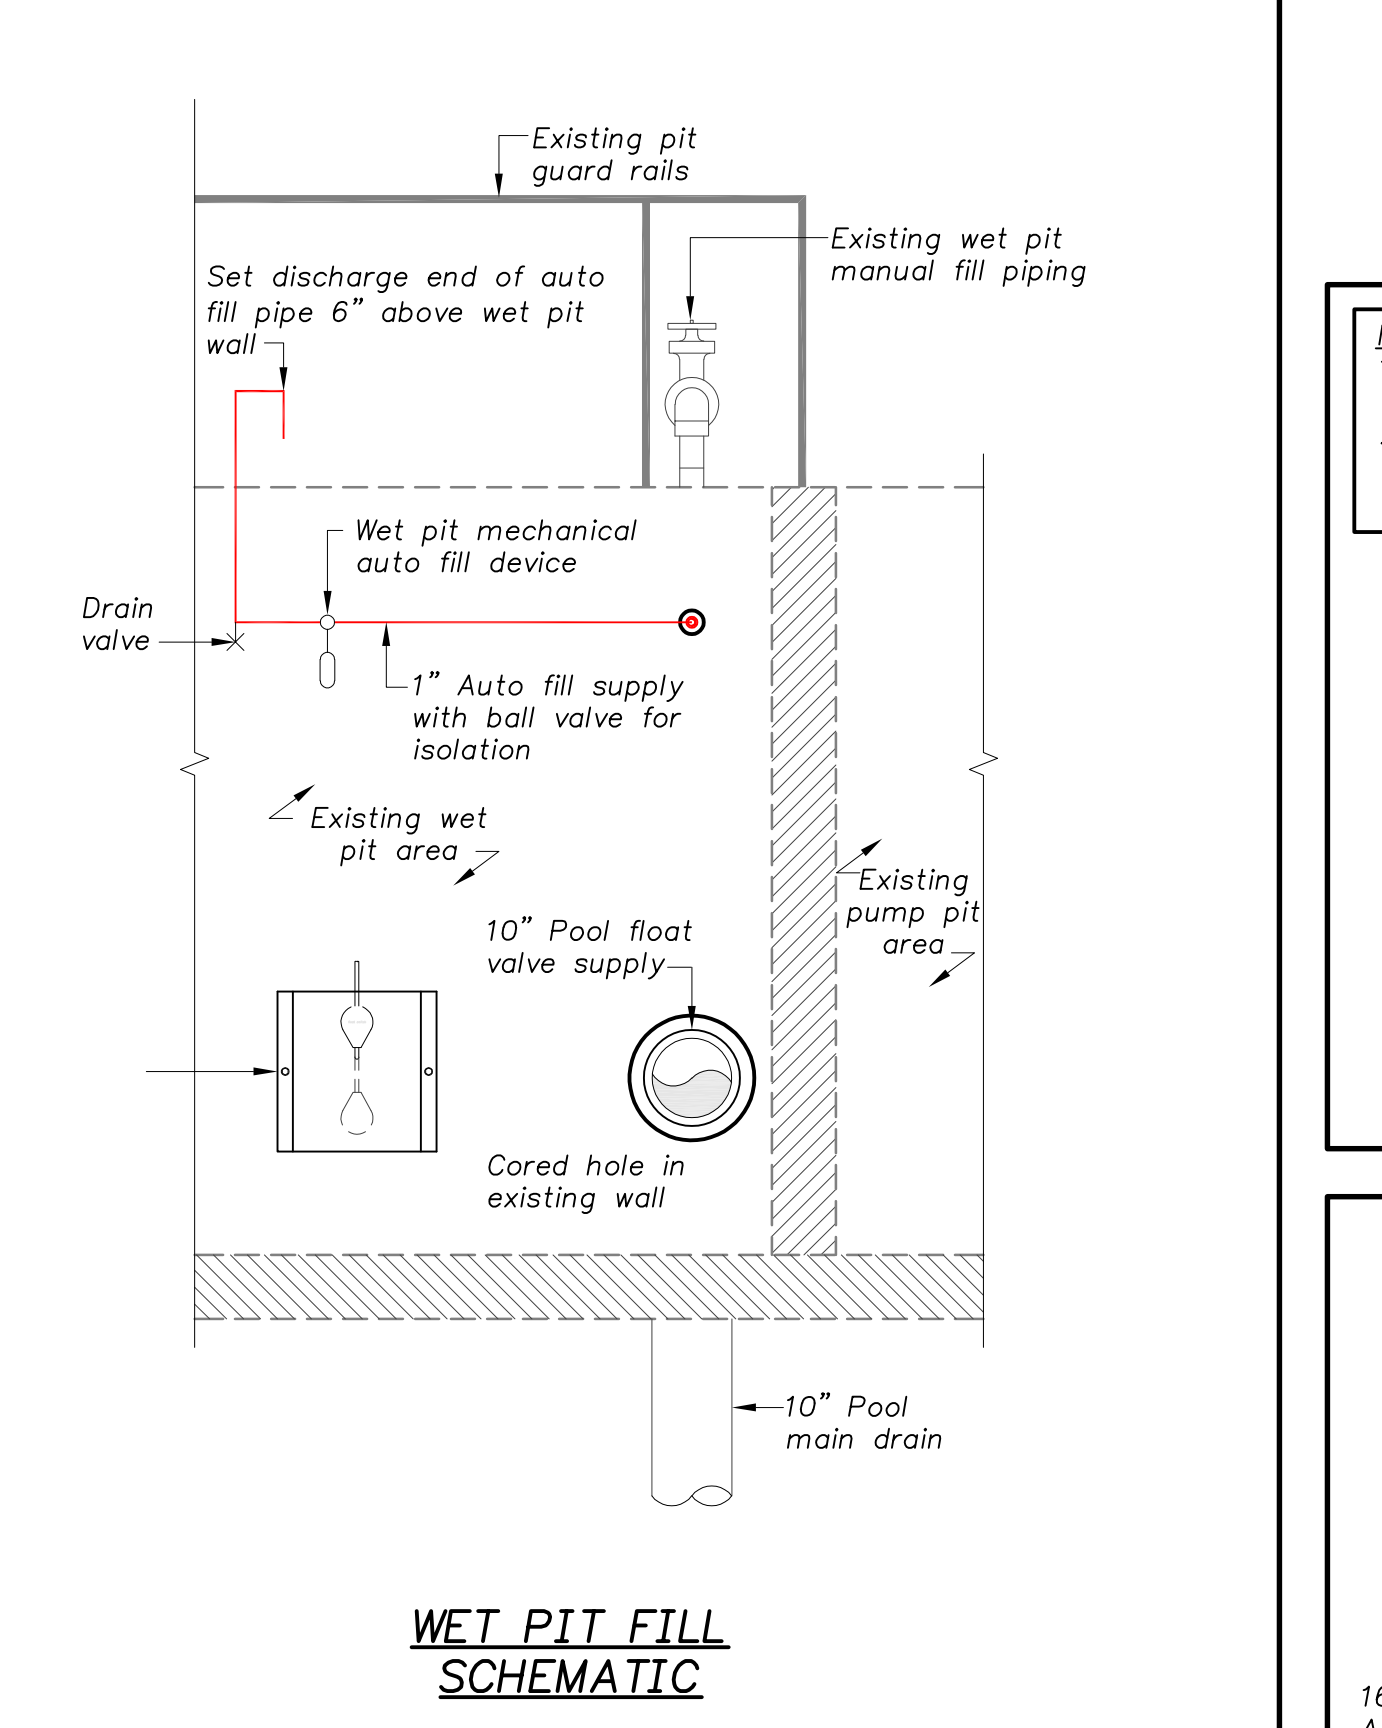 Existing pit
guard rails
Existing wet pit
manual fill piping
Set discharge end of auto
fill pipe 6” above wet pit
wall
Wet pit mechanical
auto fill device
Drain
valve
1” Auto fill supply
with ball valve for
isolation
Existing wet
pit area
Existing
pump pit
area
10” Pool float
valve supply
Cored hole in
existing wall
10” Pool
main drain
WET PIT FILL
SCHEMATIC